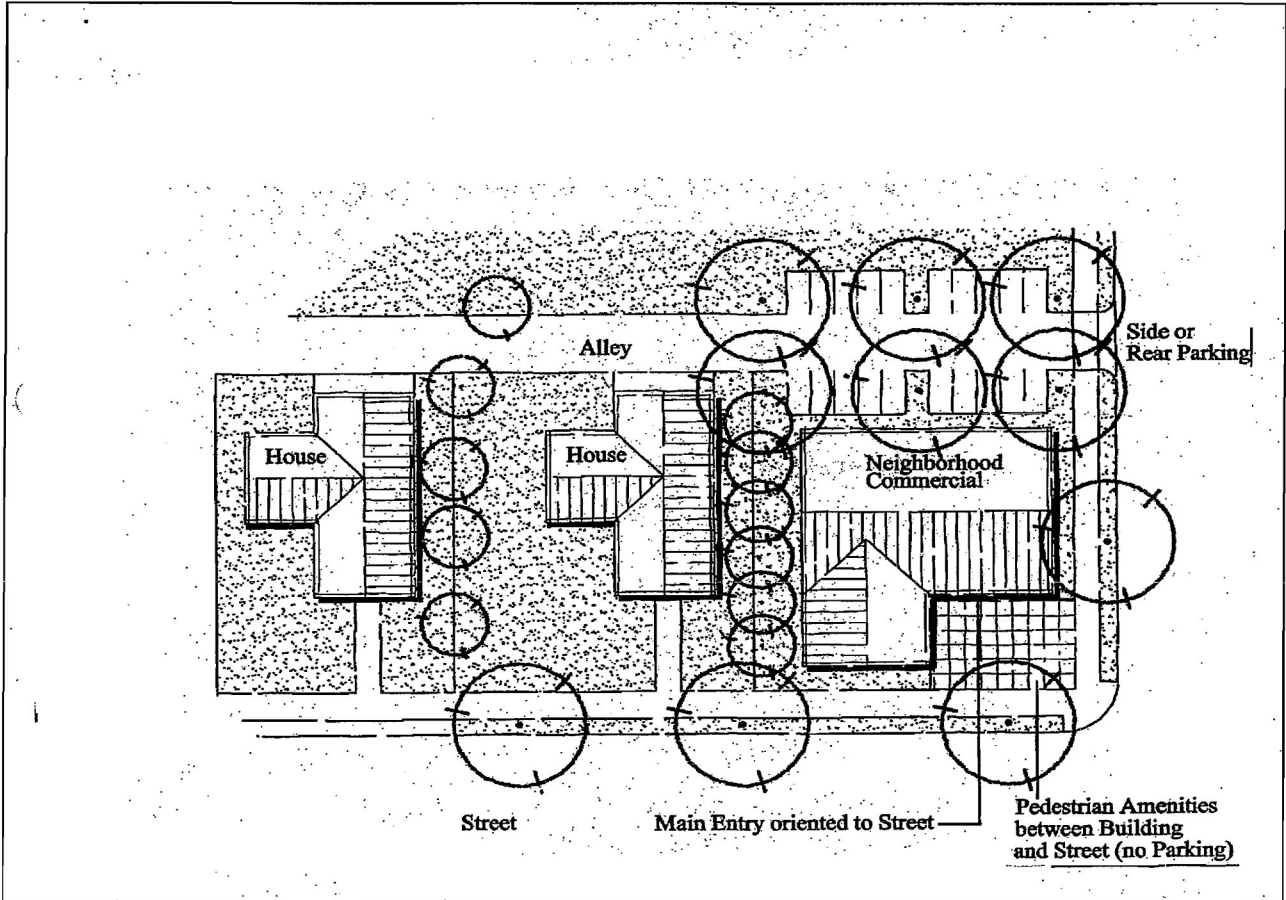 Alley
Side or
Rear Parking
House
House
Neighborhood
Commercial
Street
Main Entry oriented to Street
Pedestrian Amenities
between Building
and Street (no Parking)